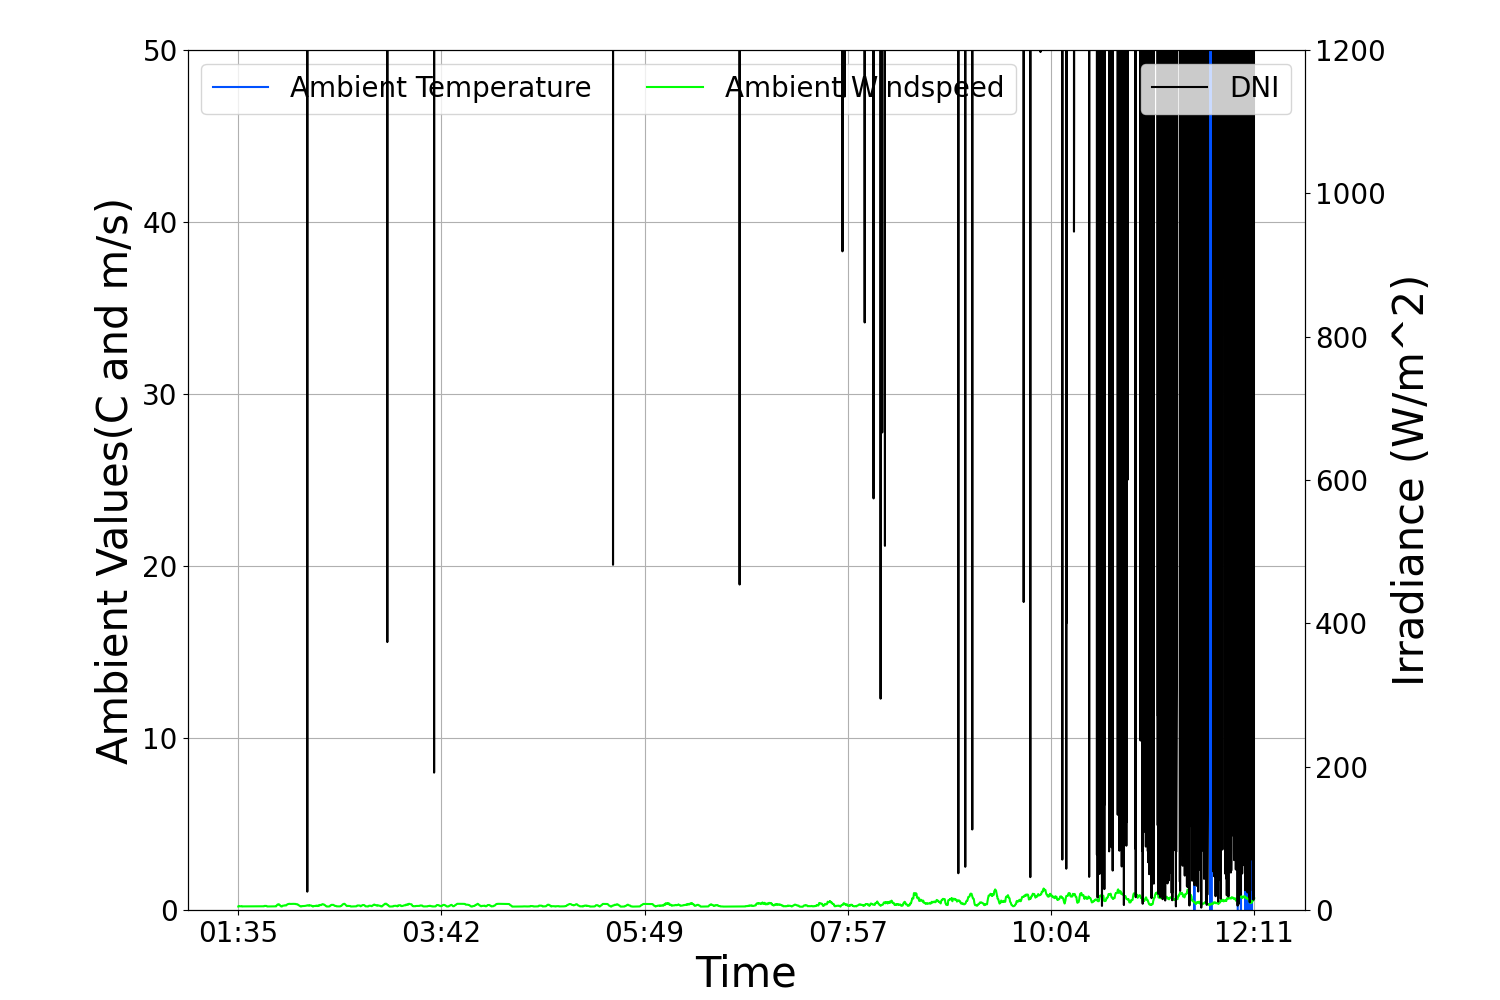 Ambient Temperature
Ambient Windspeed
DNI
Ambient Values(C and m/s)
50
40
30
20
10
0
1200
1000
800
600
400
200
0
Irradiance (W/m^2)
01:35 03:42 05:49 07:57 10:04 12:11
Time